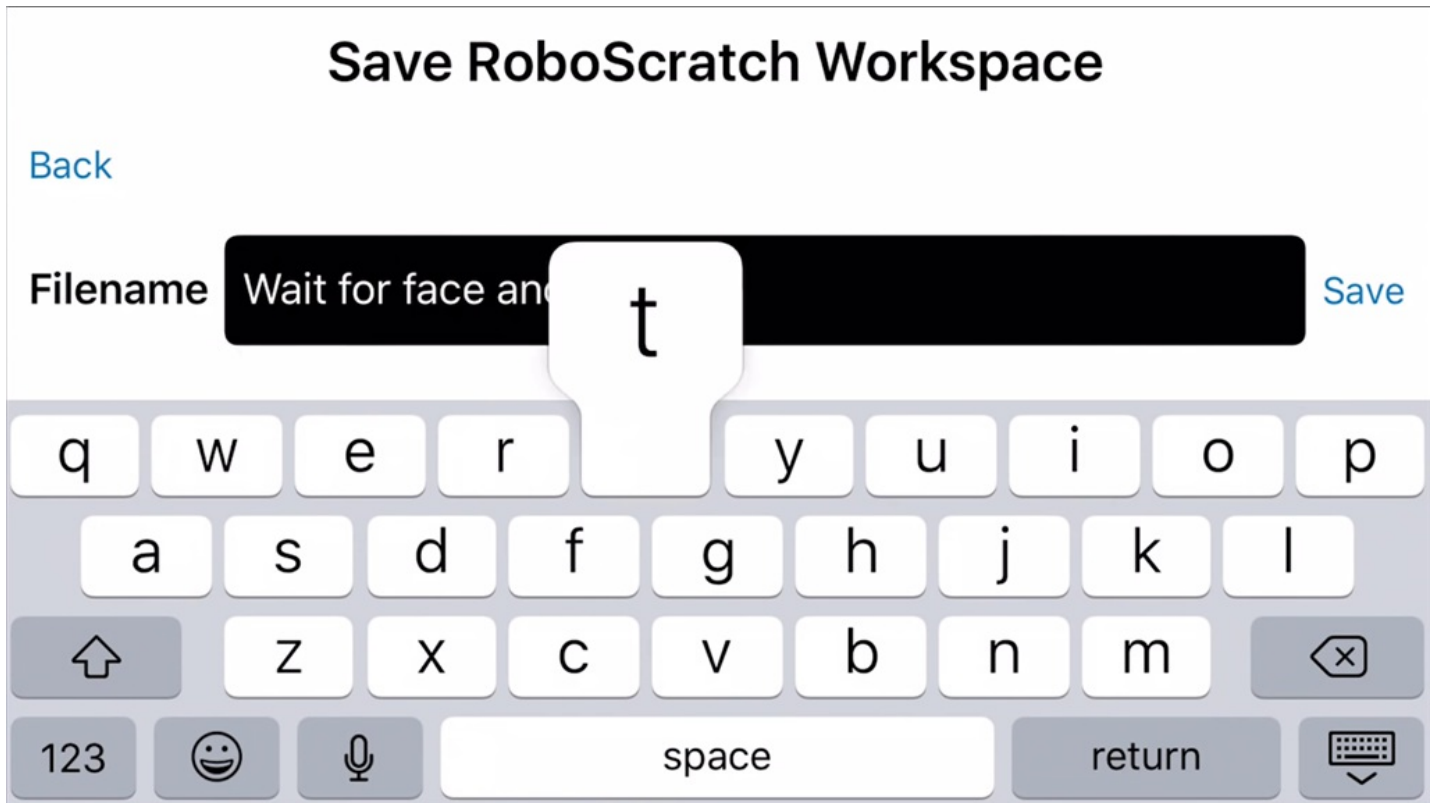 Save RoboScratch Workspace
Back
Filename Wait for face and Save
t
q w e r y u i o p
a s d f g h j k l
z x c v b n m
123 space return